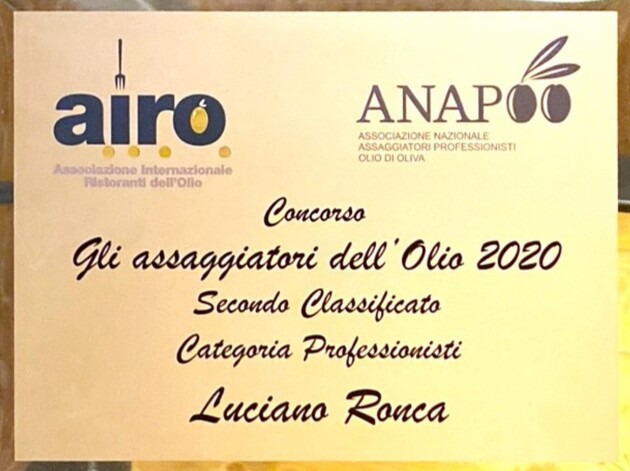 airo
Associazione Internazionale
Ristoranti dell'Olio
ANAPOO
ASSOCIAZIONE NAZIONALE
ASSAGGIATORI PROFESSIONISTI
OLIO DI OLIVA
Concorso
Gli assaggiatori dell'Olio 2020
Secondo Classificato
Categoria Professionisti
Luciano Ronca